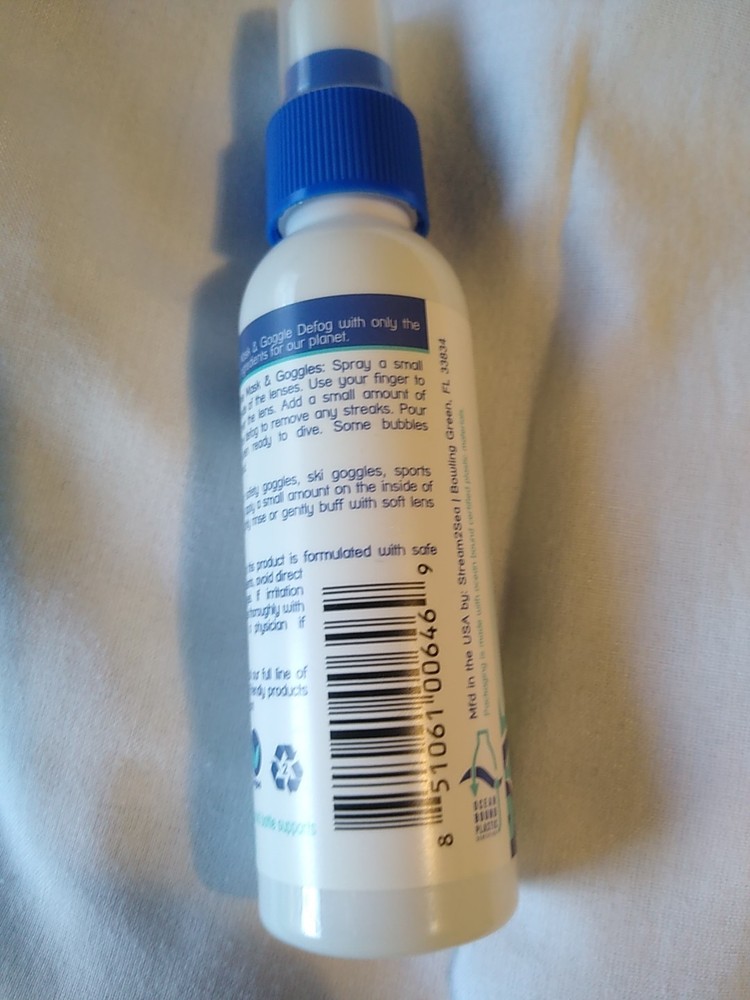 Mask & Goggle Defog with only the
ingredients for our planet.
Mask & Goggles: Spray a small
of the lenses. Use your finger to
the lens. Add a small amount of
to remove any streaks. Pour
ready to dive. Some bubbles
goggles, ski goggles, sports
a small amount on the inside of
rinse or gently buff with soft lens
this product is formulated with safe
avoid direct
If irritation
thoroughly with
physician if
our full line of
products
2
supports
8 51061 00646 9
Mfd in the USA by: Stream2Sea | Bowling Green, FL 33834
Packaging is made with ocean bound certified plastic materials.
OCEAN
BOUND
PLASTIC